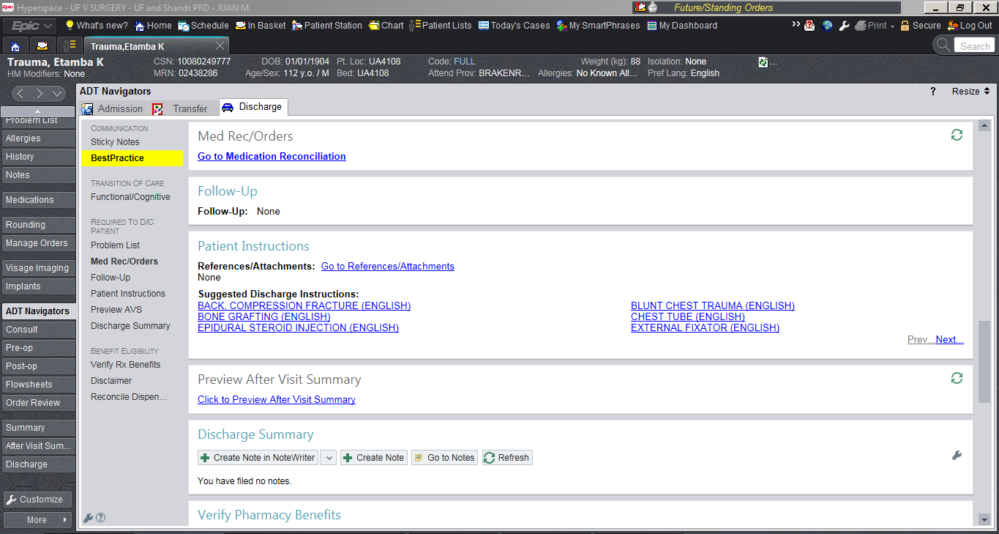 Epic Hyperspace - UF V SURGERY - UF and Shands PRD - JUAN M.
Future/Standing Orders
Epic What's new? Home Schedule In Basket Patient Station Chart Patient Lists Today's Cases My SmartPhrases My Dashboard Print Secure Log Out
Trauma,Etamba K
Search
Trauma, Etamba K CSN: 10080249777 DOB: 01/01/1904 Pt. Loc: UA4108 Code: FULL Weight (kg): 88 Isolation: None ...
HM Modifiers: None MRN: 02438286 Age/Sex: 112 y.o. / M Bed: UA4108 Attend Prov: BRAKENR... Allergies: No Known All... Pref Lang: English
ADT Navigators ? Resize
Admission Transfer Discharge
Problem List
Allergies
History
Notes
Medications
Rounding
Manage Orders
Visage Imaging
Implants
ADT Navigators
Consult
Pre-op
Post-op
Flowsheets
Order Review
Summary
After Visit Sum...
Discharge
Customize
More
COMMUNICATION
Sticky Notes
BestPractice
TRANSITION OF CARE
Functional/Cognitive
REQUIRED TO D/C
PATIENT
Problem List
Med Rec/Orders
Follow-Up
Patient Instructions
Preview AVS
Discharge Summary
BENEFIT ELIGIBILITY
Verify Rx Benefits
Disclaimer
Reconcile Dispen...
?
Med Rec/Orders
Go to Medication Reconciliation
Follow-Up
Follow-Up: None
Patient Instructions
References/Attachments: Go to References/Attachments
None
Suggested Discharge Instructions:
BACK, COMPRESSION FRACTURE (ENGLISH) BLUNT CHEST TRAUMA (ENGLISH)
BONE GRAFTING (ENGLISH) CHEST TUBE (ENGLISH)
EPIDURAL STEROID INJECTION (ENGLISH) EXTERNAL FIXATOR (ENGLISH)
Prev... Next...
Preview After Visit Summary
Click to Preview After Visit Summary
Discharge Summary
Create Note in NoteWriter Create Note Go to Notes Refresh
You have filed no notes.
Verify Pharmacy Benefits